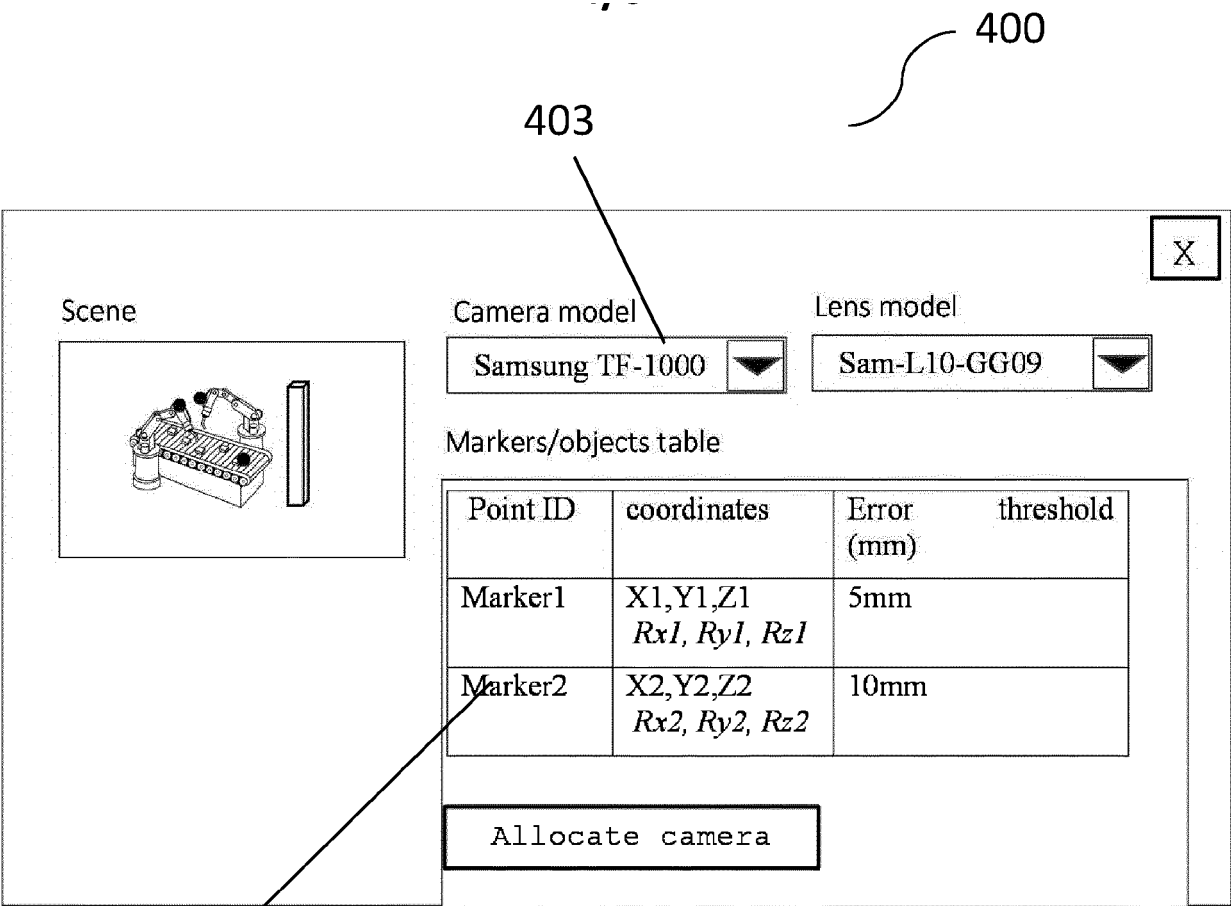 400
403
X
Scene
Camera model
Lens model
Samsung TF-1000
Sam-L10-GG09
Markers/objects table
Point ID
coordinates
Error threshold
(mm)
Marker1
X1,Y1,Z1
Rx1, Ry1, Rz1
5mm
Marker2
X2,Y2,Z2
Rx2, Ry2, Rz2
10mm
Allocate camera